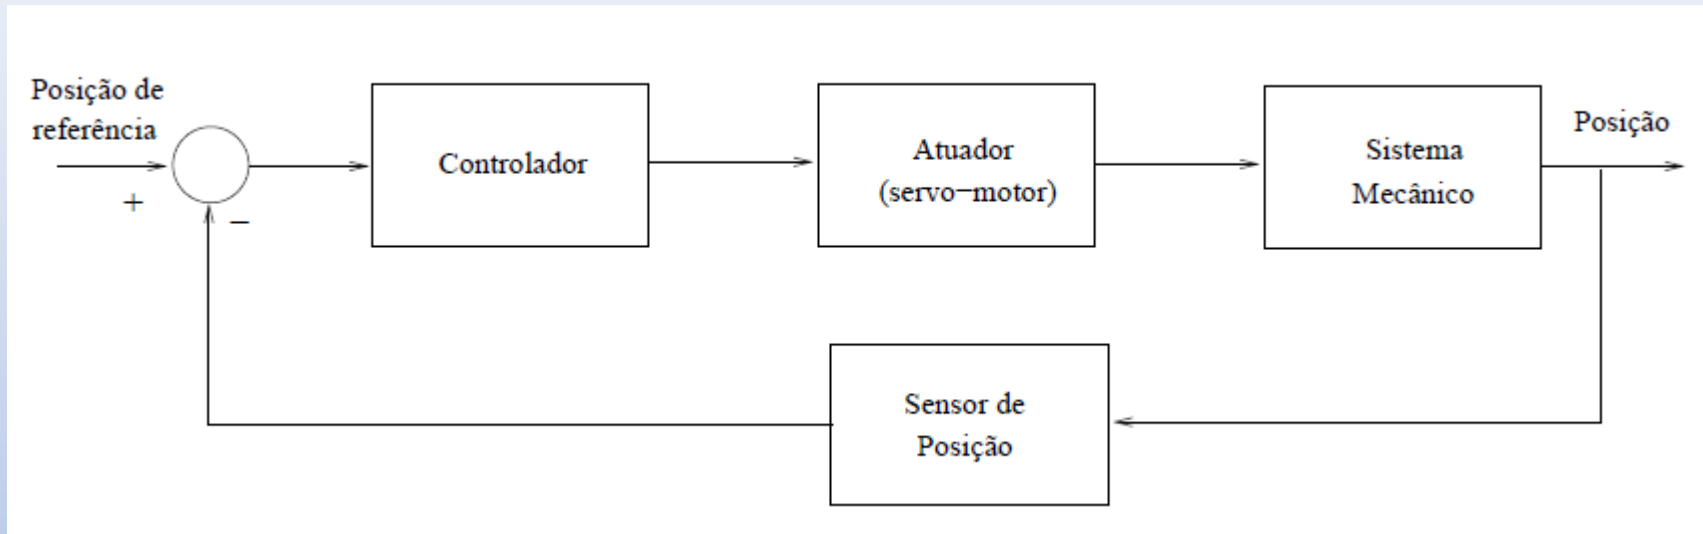 Posição de
referência
+
−
Controlador
Atuador
(servo−motor)
Sistema
Mecânico
Posição
Sensor de
Posição